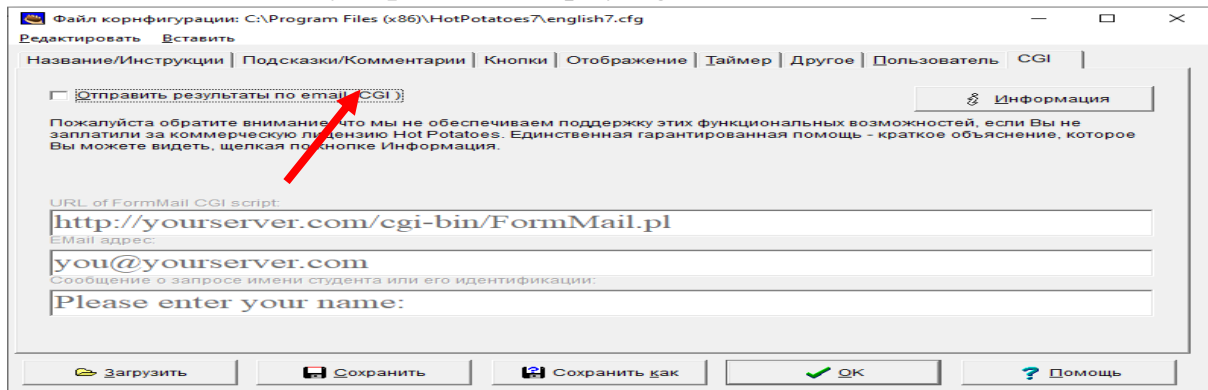 Файл корнфигурации: C:\Program Files (x86)\HotPotatoes7\english7.cfg
Редактировать Вставить
Название/Инструкции Подсказки/Комментарии Кнопки Отображение Таймер Другое Пользователь CGI
Отправить результаты по email CGI )
Информация
Пожалуйста обратите внимание, что мы не обеспечиваем поддержку этих функциональных возможностей, если Вы не
заплатили за коммерческую лицензию Hot Potatoes. Единственная гарантированная помощь - краткое объяснение, которое
Вы можете видеть, щелкая по кнопке Информация.
URL of FormMail CGI script:
http://yourserver.com/cgi-bin/FormMail.pl
EMail адрес:
you@yourserver.com
Сообщение о запросе имени студента или его идентификации:
Please enter your name:
Загрузить Сохранить Сохранить как OK Помощь